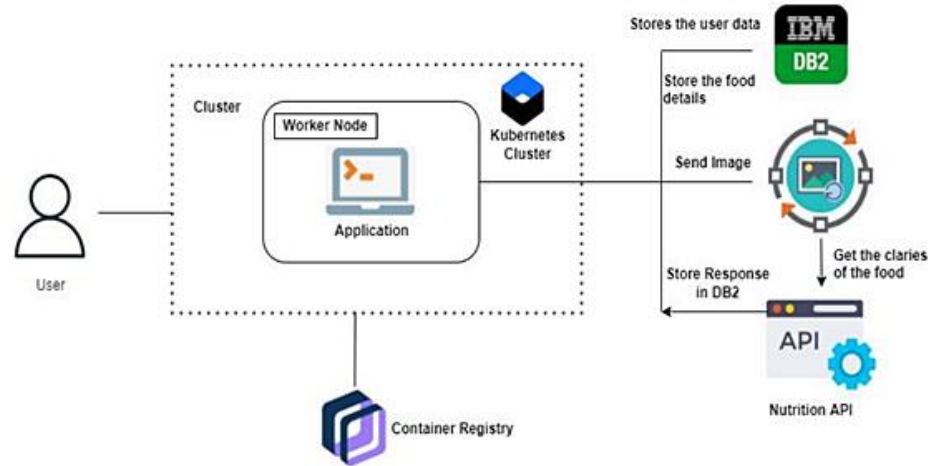 Stores the user data
IBM
DB2
Store the food
details
Cluster
Worker Node
Kubernetes
Cluster
Application
Send Image
User
Get the claries
of the food
Store Response
in DB2
API
Nutrition API
Container Registry